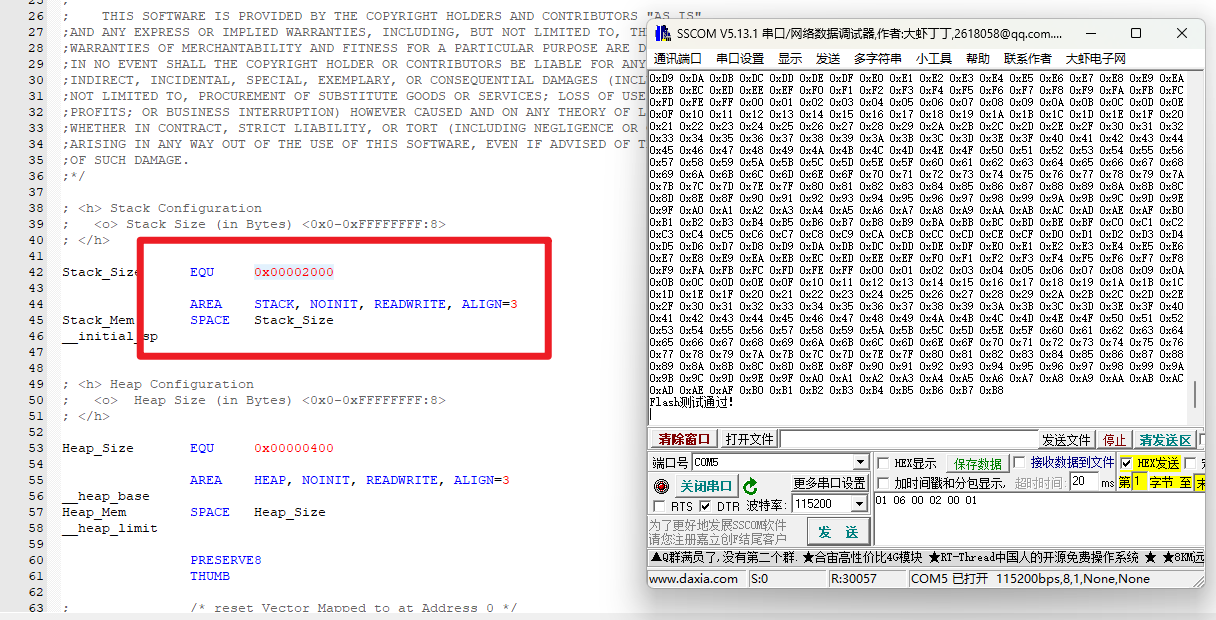 25 ;
26 ;    THIS SOFTWARE IS PROVIDED BY THE COPYRIGHT HOLDERS AND CONTRIBUTORS "AS IS"
27 ;AND ANY EXPRESS OR IMPLIED WARRANTIES, INCLUDING, BUT NOT LIMITED TO, TH
28 ;WARRANTIES OF MERCHANTABILITY AND FITNESS FOR A PARTICULAR PURPOSE ARE D
29 ;IN NO EVENT SHALL THE COPYRIGHT HOLDER OR CONTRIBUTORS BE LIABLE FOR ANY
30 ;INDIRECT, INCIDENTAL, SPECIAL, EXEMPLARY, OR CONSEQUENTIAL DAMAGES (INCL
31 ;NOT LIMITED TO, PROCUREMENT OF SUBSTITUTE GOODS OR SERVICES; LOSS OF USE
32 ;PROFITS; OR BUSINESS INTERRUPTION) HOWEVER CAUSED AND ON ANY THEORY OF L
33 ;WHETHER IN CONTRACT, STRICT LIABILITY, OR TORT (INCLUDING NEGLIGENCE OR
34 ;ARISING IN ANY WAY OUT OF THE USE OF THIS SOFTWARE, EVEN IF ADVISED OF T
35 ;OF SUCH DAMAGE.
36 ;*/
37
38 ; <h> Stack Configuration
39 ;   <o> Stack Size (in Bytes) <0x0-0xFFFFFFFF:8>
40 ; </h>
41
42 Stack_Size      EQU     0x00002000
43
44                 AREA    STACK, NOINIT, READWRITE, ALIGN=3
45 Stack_Mem       SPACE   Stack_Size
46 __initial_sp
47
48
49 ; <h> Heap Configuration
50 ;   <o>  Heap Size (in Bytes) <0x0-0xFFFFFFFF:8>
51 ; </h>
52
53 Heap_Size       EQU     0x00000400
54
55                 AREA    HEAP, NOINIT, READWRITE, ALIGN=3
56 __heap_base
57 Heap_Mem        SPACE   Heap_Size
58 __heap_limit
59
60                 PRESERVE8
61                 THUMB
62
63 ;               /* reset Vector Mapped to at Address 0 */
SSCOM V5.13.1 串口/网络数据调试器,作者:大虾丁丁,2618058@qq.com....
通讯端口 串口设置 显示 发送 多字符串 小工具 帮助 联系作者 大虾电子网
0xD9 0xDA 0xDB 0xDC 0xDD 0xDE 0xDF 0xE0 0xE1 0xE2 0xE3 0xE4 0xE5 0xE6 0xE7 0xE8 0xE9 0xEA
0xEB 0xEC 0xED 0xEE 0xEF 0xF0 0xF1 0xF2 0xF3 0xF4 0xF5 0xF6 0xF7 0xF8 0xF9 0xFA 0xFB 0xFC
0xFD 0xFE 0xFF 0x00 0x01 0x02 0x03 0x04 0x05 0x06 0x07 0x08 0x09 0x0A 0x0B 0x0C 0x0D 0x0E
0x0F 0x10 0x11 0x12 0x13 0x14 0x15 0x16 0x17 0x18 0x19 0x1A 0x1B 0x1C 0x1D 0x1E 0x1F 0x20
0x21 0x22 0x23 0x24 0x25 0x26 0x27 0x28 0x29 0x2A 0x2B 0x2C 0x2D 0x2E 0x2F 0x30 0x31 0x32
0x33 0x34 0x35 0x36 0x37 0x38 0x39 0x3A 0x3B 0x3C 0x3D 0x3E 0x3F 0x40 0x41 0x42 0x43 0x44
0x45 0x46 0x47 0x48 0x49 0x4A 0x4B 0x4C 0x4D 0x4E 0x4F 0x50 0x51 0x52 0x53 0x54 0x55 0x56
0x57 0x58 0x59 0x5A 0x5B 0x5C 0x5D 0x5E 0x5F 0x60 0x61 0x62 0x63 0x64 0x65 0x66 0x67 0x68
0x69 0x6A 0x6B 0x6C 0x6D 0x6E 0x6F 0x70 0x71 0x72 0x73 0x74 0x75 0x76 0x77 0x78 0x79 0x7A
0x7B 0x7C 0x7D 0x7E 0x7F 0x80 0x81 0x82 0x83 0x84 0x85 0x86 0x87 0x88 0x89 0x8A 0x8B 0x8C
0x8D 0x8E 0x8F 0x90 0x91 0x92 0x93 0x94 0x95 0x96 0x97 0x98 0x99 0x9A 0x9B 0x9C 0x9D 0x9E
0x9F 0xA0 0xA1 0xA2 0xA3 0xA4 0xA5 0xA6 0xA7 0xA8 0xA9 0xAA 0xAB 0xAC 0xAD 0xAE 0xAF 0xB0
0xB1 0xB2 0xB3 0xB4 0xB5 0xB6 0xB7 0xB8 0xB9 0xBA 0xBB 0xBC 0xBD 0xBE 0xBF 0xC0 0xC1 0xC2
0xC3 0xC4 0xC5 0xC6 0xC7 0xC8 0xC9 0xCA 0xCB 0xCC 0xCD 0xCE 0xCF 0xD0 0xD1 0xD2 0xD3 0xD4
0xD5 0xD6 0xD7 0xD8 0xD9 0xDA 0xDB 0xDC 0xDD 0xDE 0xDF 0xE0 0xE1 0xE2 0xE3 0xE4 0xE5 0xE6
0xE7 0xE8 0xE9 0xEA 0xEB 0xEC 0xED 0xEE 0xEF 0xF0 0xF1 0xF2 0xF3 0xF4 0xF5 0xF6 0xF7 0xF8
0xF9 0xFA 0xFB 0xFC 0xFD 0xFE 0xFF 0x00 0x01 0x02 0x03 0x04 0x05 0x06 0x07 0x08 0x09 0x0A
0x0B 0x0C 0x0D 0x0E 0x0F 0x10 0x11 0x12 0x13 0x14 0x15 0x16 0x17 0x18 0x19 0x1A 0x1B 0x1C
0x1D 0x1E 0x1F 0x20 0x21 0x22 0x23 0x24 0x25 0x26 0x27 0x28 0x29 0x2A 0x2B 0x2C 0x2D 0x2E
0x2F 0x30 0x31 0x32 0x33 0x34 0x35 0x36 0x37 0x38 0x39 0x3A 0x3B 0x3C 0x3D 0x3E 0x3F 0x40
0x41 0x42 0x43 0x44 0x45 0x46 0x47 0x48 0x49 0x4A 0x4B 0x4C 0x4D 0x4E 0x4F 0x50 0x51 0x52
0x53 0x54 0x55 0x56 0x57 0x58 0x59 0x5A 0x5B 0x5C 0x5D 0x5E 0x5F 0x60 0x61 0x62 0x63 0x64
0x65 0x66 0x67 0x68 0x69 0x6A 0x6B 0x6C 0x6D 0x6E 0x6F 0x70 0x71 0x72 0x73 0x74 0x75 0x76
0x77 0x78 0x79 0x7A 0x7B 0x7C 0x7D 0x7E 0x7F 0x80 0x81 0x82 0x83 0x84 0x85 0x86 0x87 0x88
0x89 0x8A 0x8B 0x8C 0x8D 0x8E 0x8F 0x90 0x91 0x92 0x93 0x94 0x95 0x96 0x97 0x98 0x99 0x9A
0x9B 0x9C 0x9D 0x9E 0x9F 0xA0 0xA1 0xA2 0xA3 0xA4 0xA5 0xA6 0xA7 0xA8 0xA9 0xAA 0xAB 0xAC
0xAD 0xAE 0xAF 0xB0 0xB1 0xB2 0xB3 0xB4 0xB5 0xB6 0xB7 0xB8
Flash测试通过!
清除窗口 打开文件 发送文件 停止 清发送区
端口号 COM5 HEX显示 保存数据 接收数据到文件 HEX发送
关闭串口 更多串口设置 加时间戳和分包显示, 超时时间: 20 ms 第1 字节 至 末
RTS DTR 波特率: 115200 01 06 00 02 00 01
为了更好地发展SSCOM软件
请您注册嘉立创F结尾客户
发 送
▲Q群满员了,没有第二个群. ★合宙高性价比4G模块 ★RT-Thread中国人的开源免费操作系统 ★ ★8KM远
www.daxia.com S:0 R:30057 COM5 已打开 115200bps,8,1,None,None